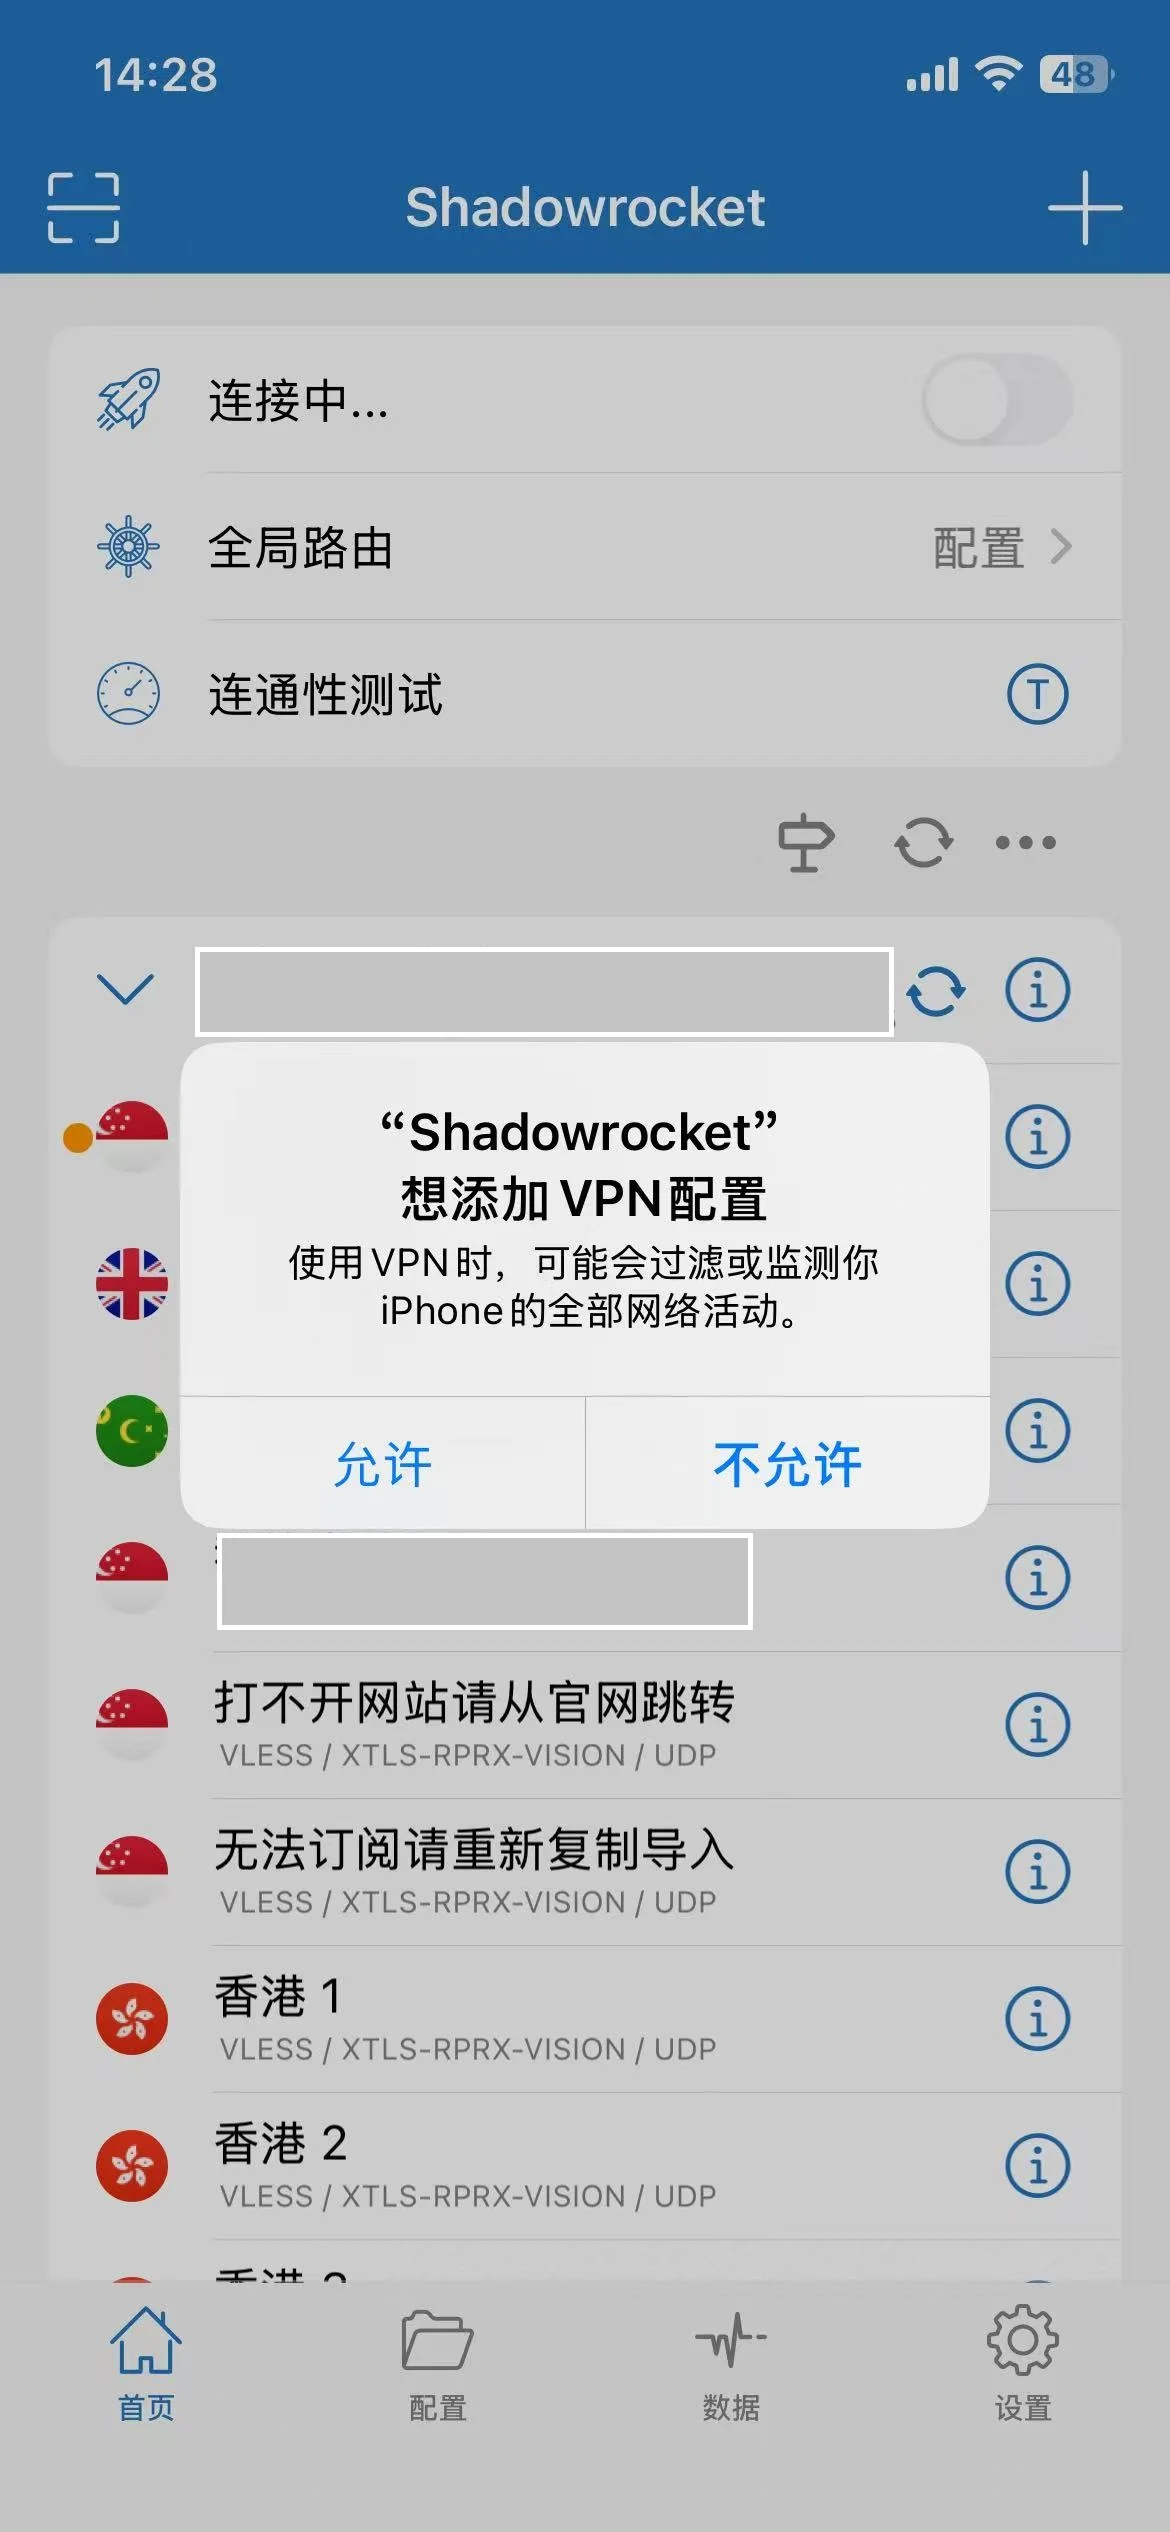 14:28
48
Shadowrocket
连接中...
全局路由
配置
连通性测试
T
“Shadowrocket”
想添加VPN配置
使用VPN时，可能会过滤或监测你
iPhone的全部网络活动。
允许
不允许
打不开网站请从官网跳转
VLESS / XTLS-RPRX-VISION / UDP
无法订阅请重新复制导入
VLESS / XTLS-RPRX-VISION / UDP
香港 1
VLESS / XTLS-RPRX-VISION / UDP
香港 2
VLESS / XTLS-RPRX-VISION / UDP
首页
配置
数据
设置